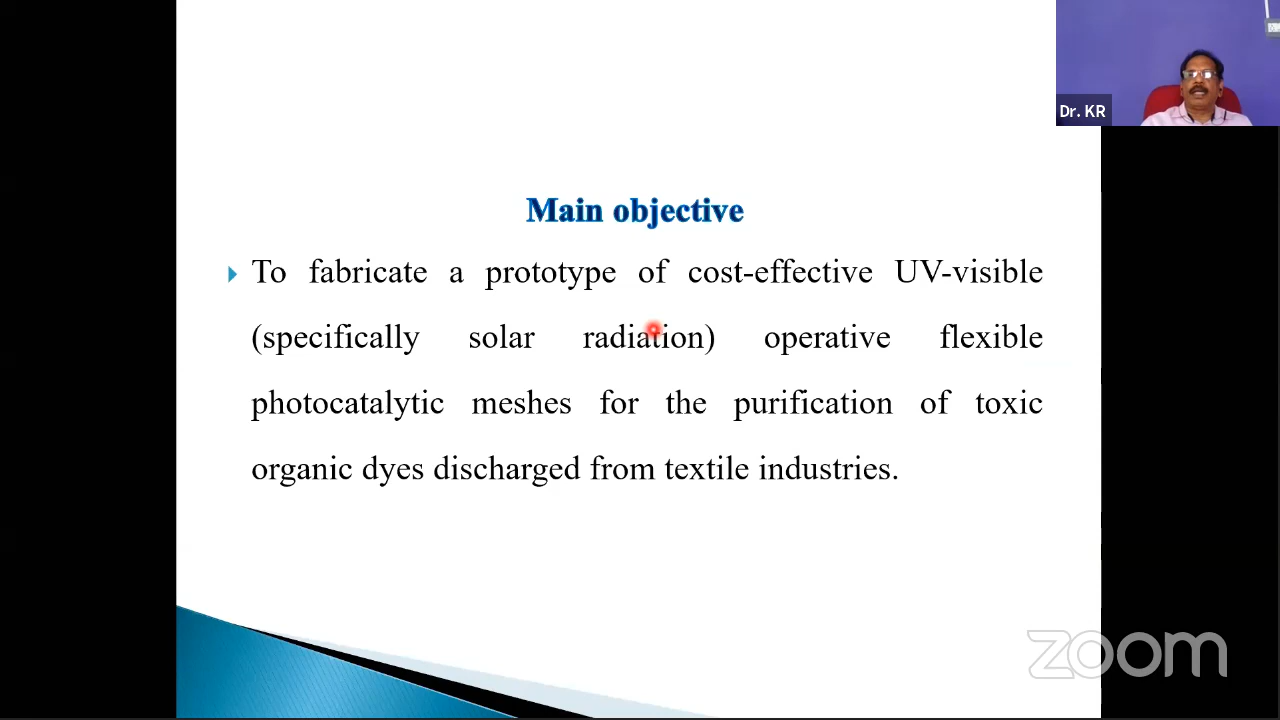 Dr. KR
Main objective
To fabricate a prototype of cost-effective UV-visible
(specifically solar radiation) operative flexible
photocatalytic meshes for the purification of toxic
organic dyes discharged from textile industries.
zoom